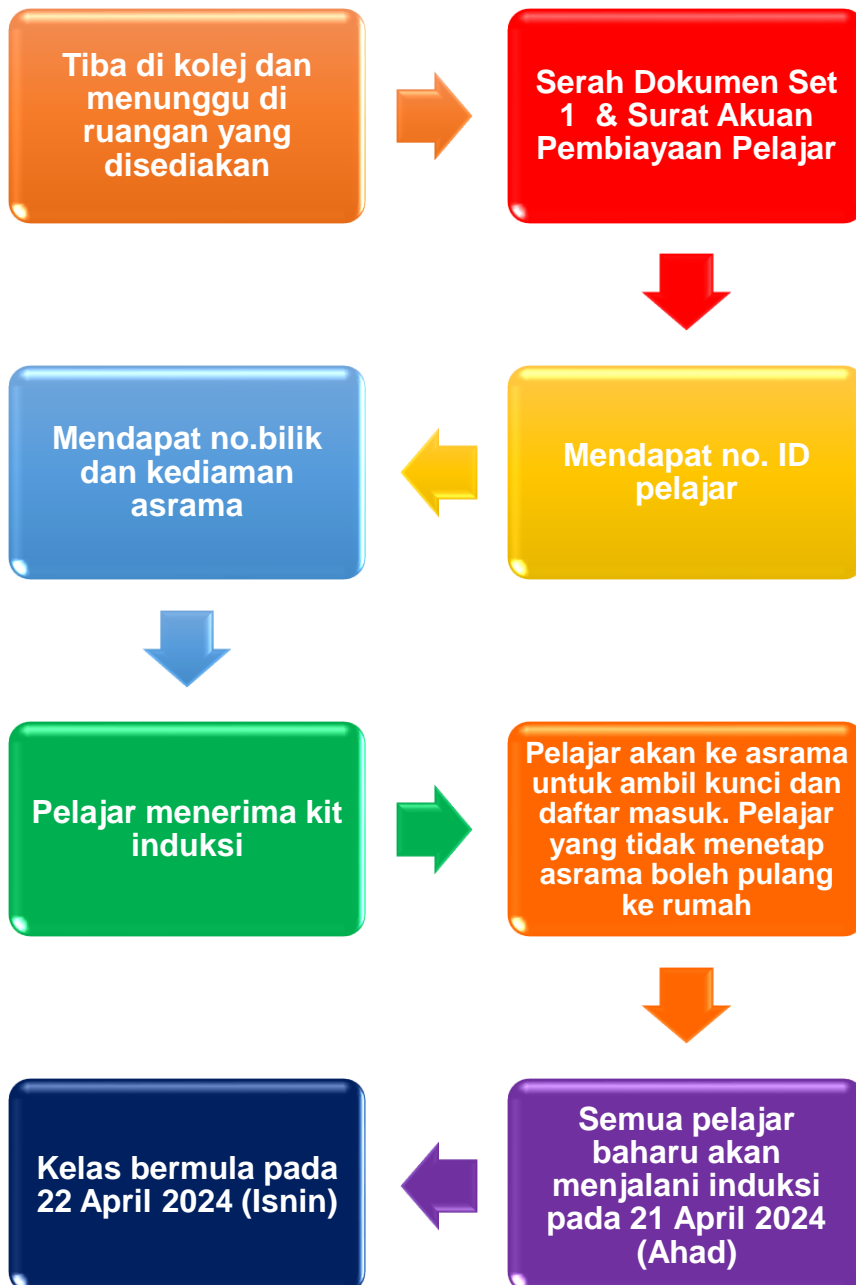 Tiba di kolej dan
menunggu di
ruangan yang
disediakan
Serah Dokumen Set
1 & Surat Akuan
Pembiayaan Pelajar
Mendapat no. ID
pelajar
Mendapat no.bilik
dan kediaman
asrama
Pelajar menerima kit
induksi
Pelajar akan ke asrama
untuk ambil kunci dan
daftar masuk. Pelajar
yang tidak menetap
asrama boleh pulang
ke rumah
Semua pelajar
baharu akan
menjalani induksi
pada 21 April 2024
(Ahad)
Kelas bermula pada
22 April 2024 (Isnin)